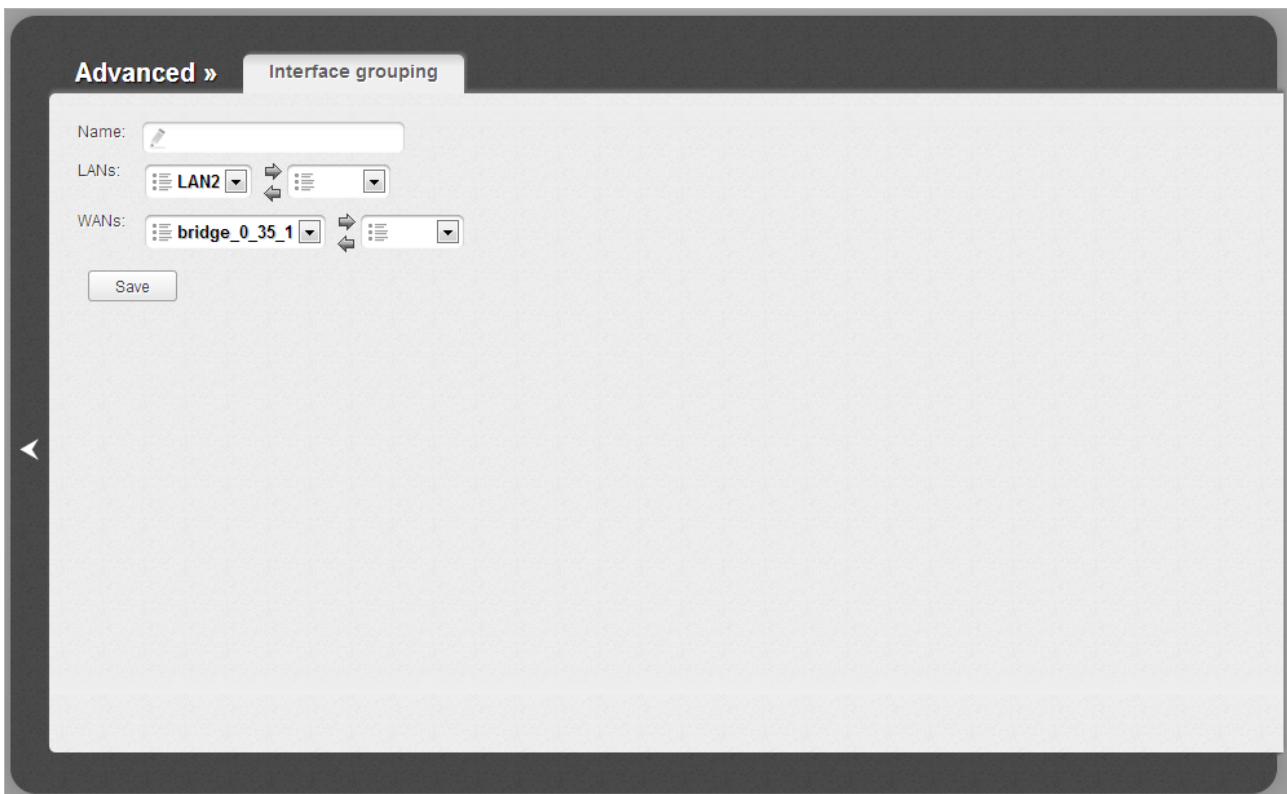 Advanced » Interface grouping
Name:
LANs: LAN2
WANs: bridge_0_35_1
Save